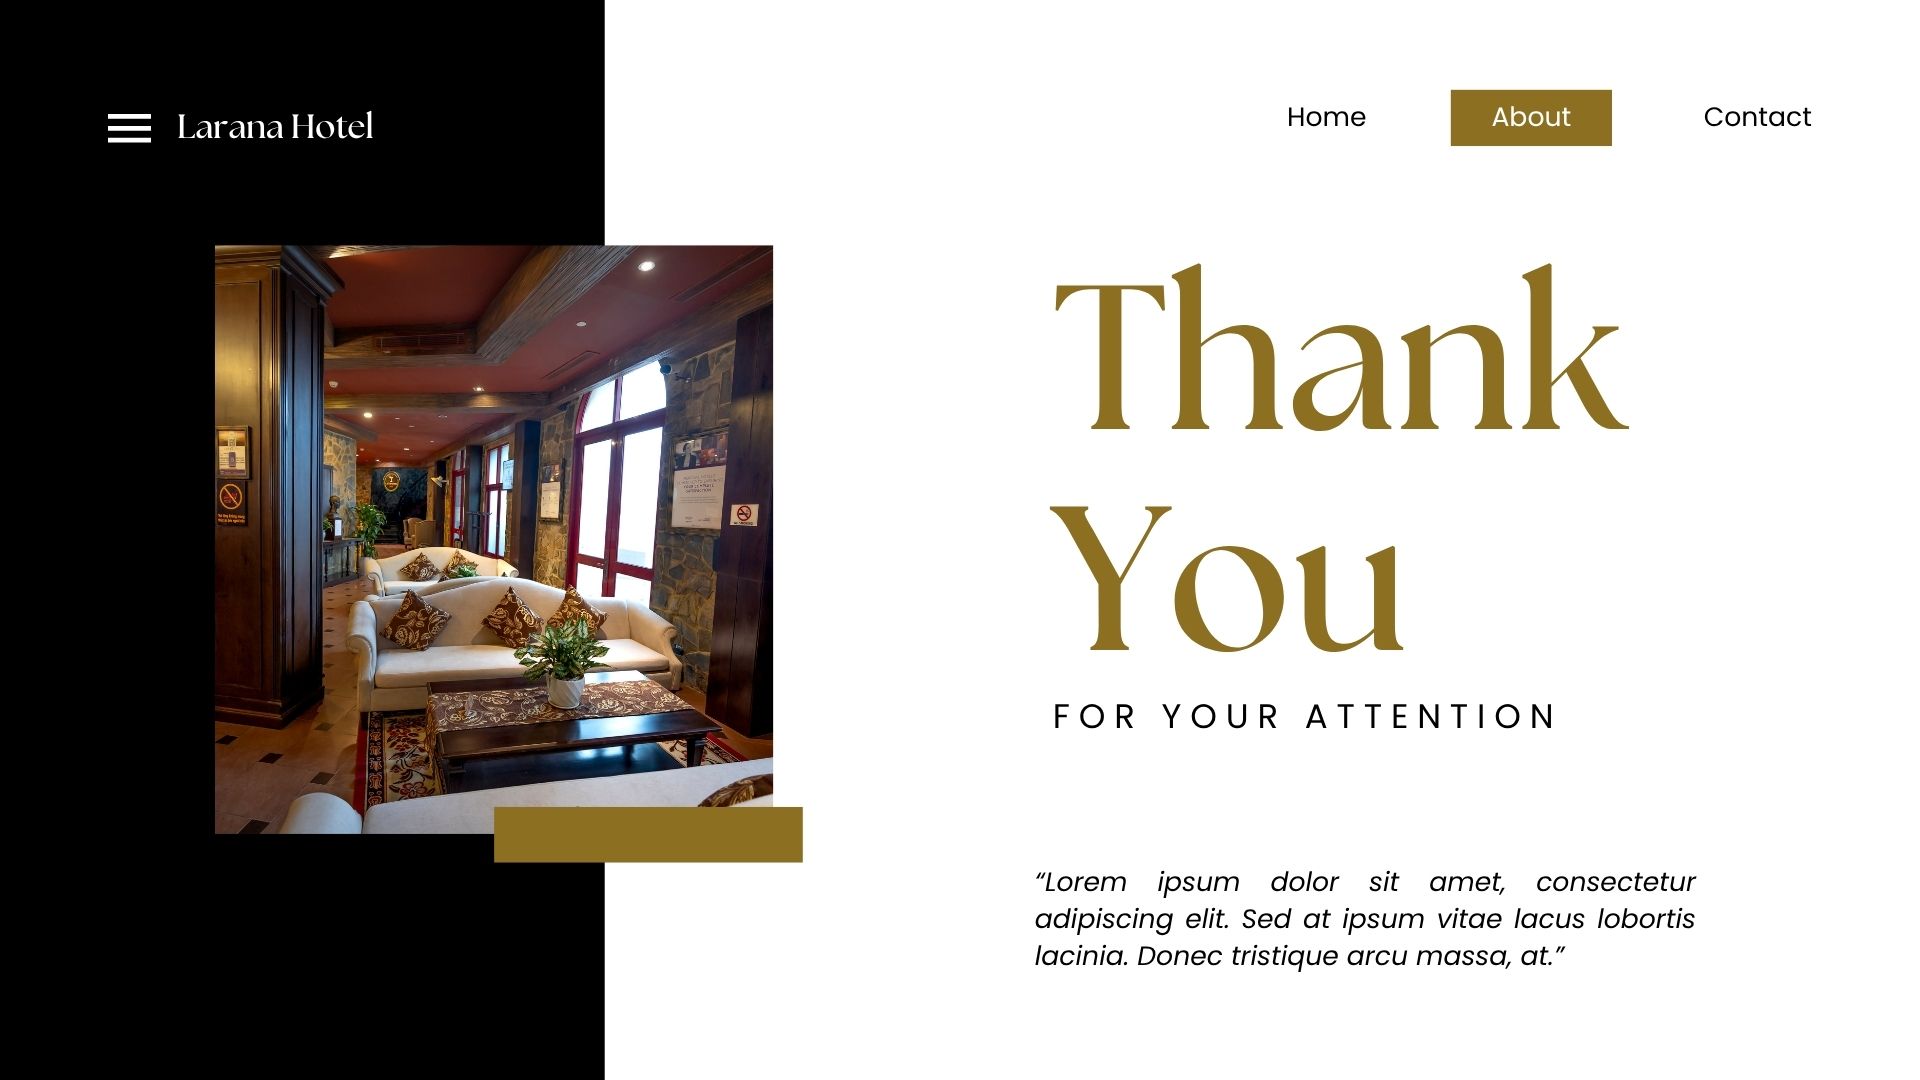 Larana Hotel
Home
About
Contact
Thank
You
FOR YOUR ATTENTION
“Lorem ipsum dolor sit amet, consectetur
adipiscing elit. Sed at ipsum vitae lacus lobortis
lacinia. Donec tristique arcu massa, at.”